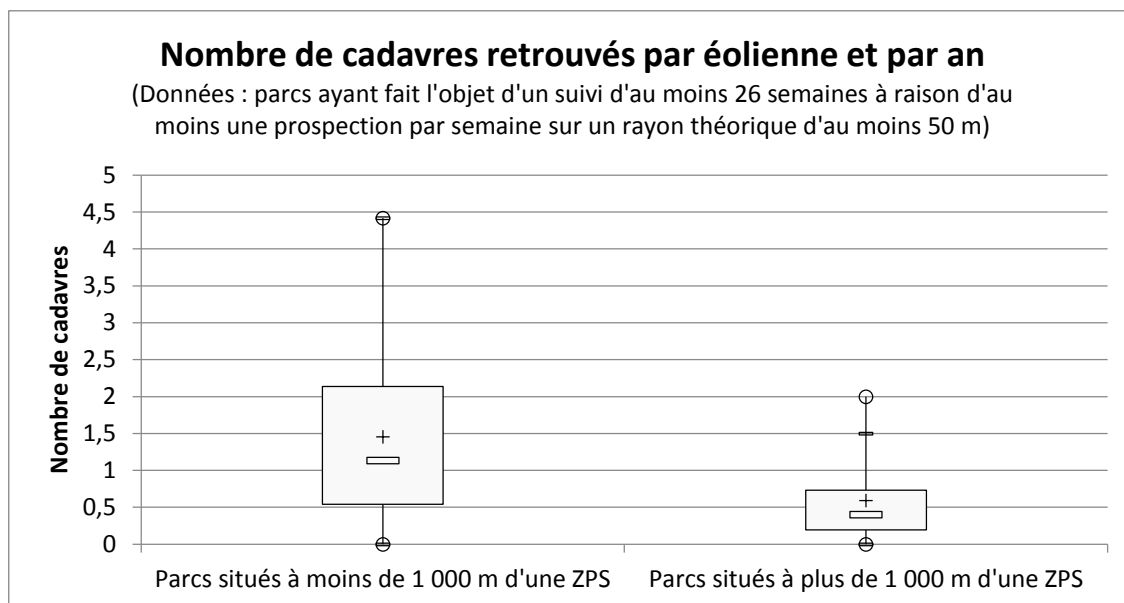 Nombre de cadavres retrouvés par éolienne et par an
(Données : parcs ayant fait l'objet d'un suivi d'au moins 26 semaines à raison d'au
moins une prospection par semaine sur un rayon théorique d'au moins 50 m)
Nombre de cadavres
5
4,5
4
3,5
3
2,5
2
1,5
1
0,5
0
Parcs situés à moins de 1 000 m d'une ZPS
Parcs situés à plus de 1 000 m d'une ZPS